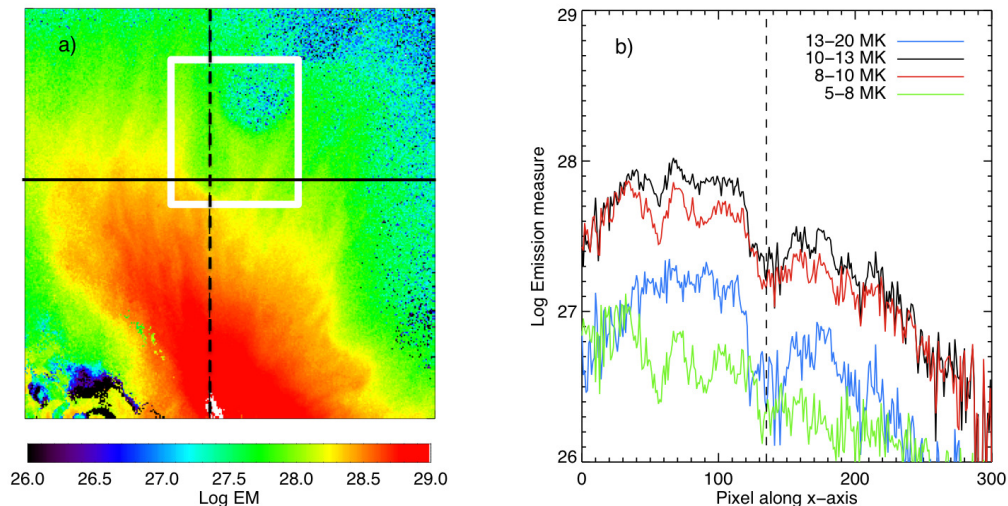 a)
26.0 26.5 27.0 27.5 28.0 28.5 29.0
Log EM
b)
13–20 MK
10–13 MK
8–10 MK
5–8 MK
29
28
27
26
Log Emission measure
0 100 200 300
Pixel along x–axis